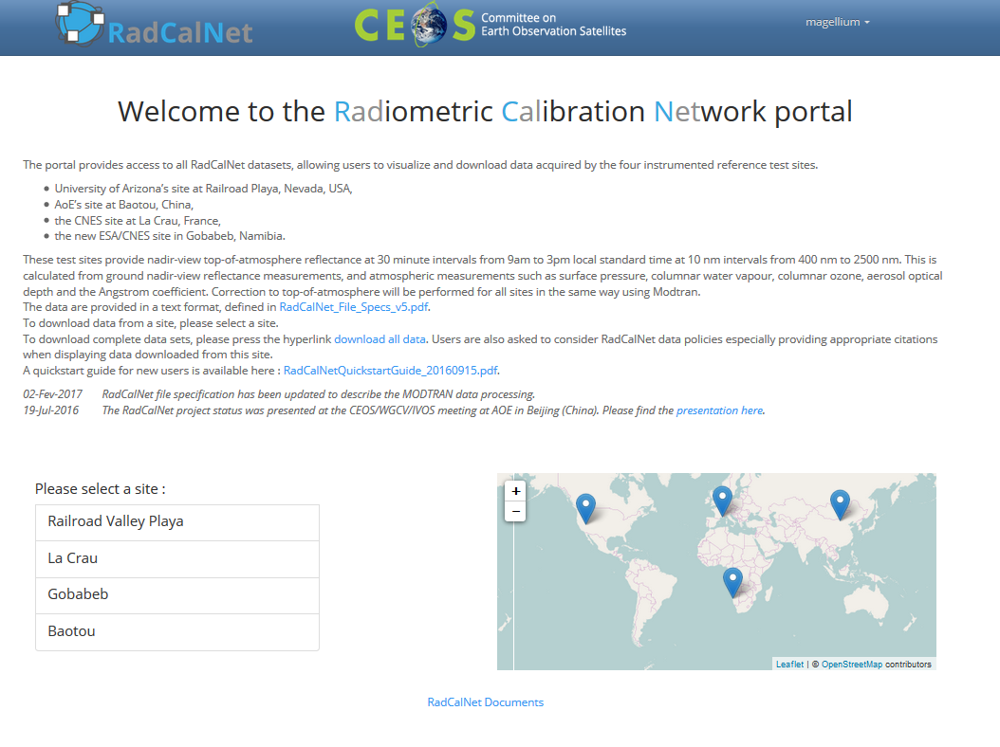 RadCalNet
CEOS
Committee on
Earth Observation Satellites
magellium
Welcome to the Radiometric Calibration Network portal
The portal provides access to all RadCalNet datasets, allowing users to visualize and download data acquired by the four instrumented reference test sites.
• University of Arizona's site at Railroad Playa, Nevada, USA,
• AoE's site at Baotou, China,
• the CNES site at La Crau, France,
• the new ESA/CNES site in Gobabeb, Namibia.
These test sites provide nadir-view top-of-atmosphere reflectance at 30 minute intervals from 9am to 3pm local standard time at 10 nm intervals from 400 nm to 2500 nm. This is
calculated from ground nadir-view reflectance measurements, and atmospheric measurements such as surface pressure, columnar water vapour, columnar ozone, aerosol optical
depth and the Angstrom coefficient. Correction to top-of-atmosphere will be performed for all sites in the same way using Modtran.
The data are provided in a text format, defined in RadCalNet_File_Specs_v5.pdf.
To download data from a site, please select a site.
To download complete data sets, please press the hyperlink download all data. Users are also asked to consider RadCalNet data policies especially providing appropriate citations
when displaying data downloaded from this site.
A quickstart guide for new users is available here : RadCalNetQuickstartGuide_20160915.pdf.
02-Fev-2017 RadCalNet file specification has been updated to describe the MODTRAN data processing.
19-Jul-2016 The RadCalNet project status was presented at the CEOS/WGCV/IVOS meeting at AOE in Beijing (China). Please find the presentation here.
Please select a site :
Railroad Valley Playa
La Crau
Gobabeb
Baotou
+
−
Leaflet | © OpenStreetMap contributors
RadCalNet Documents